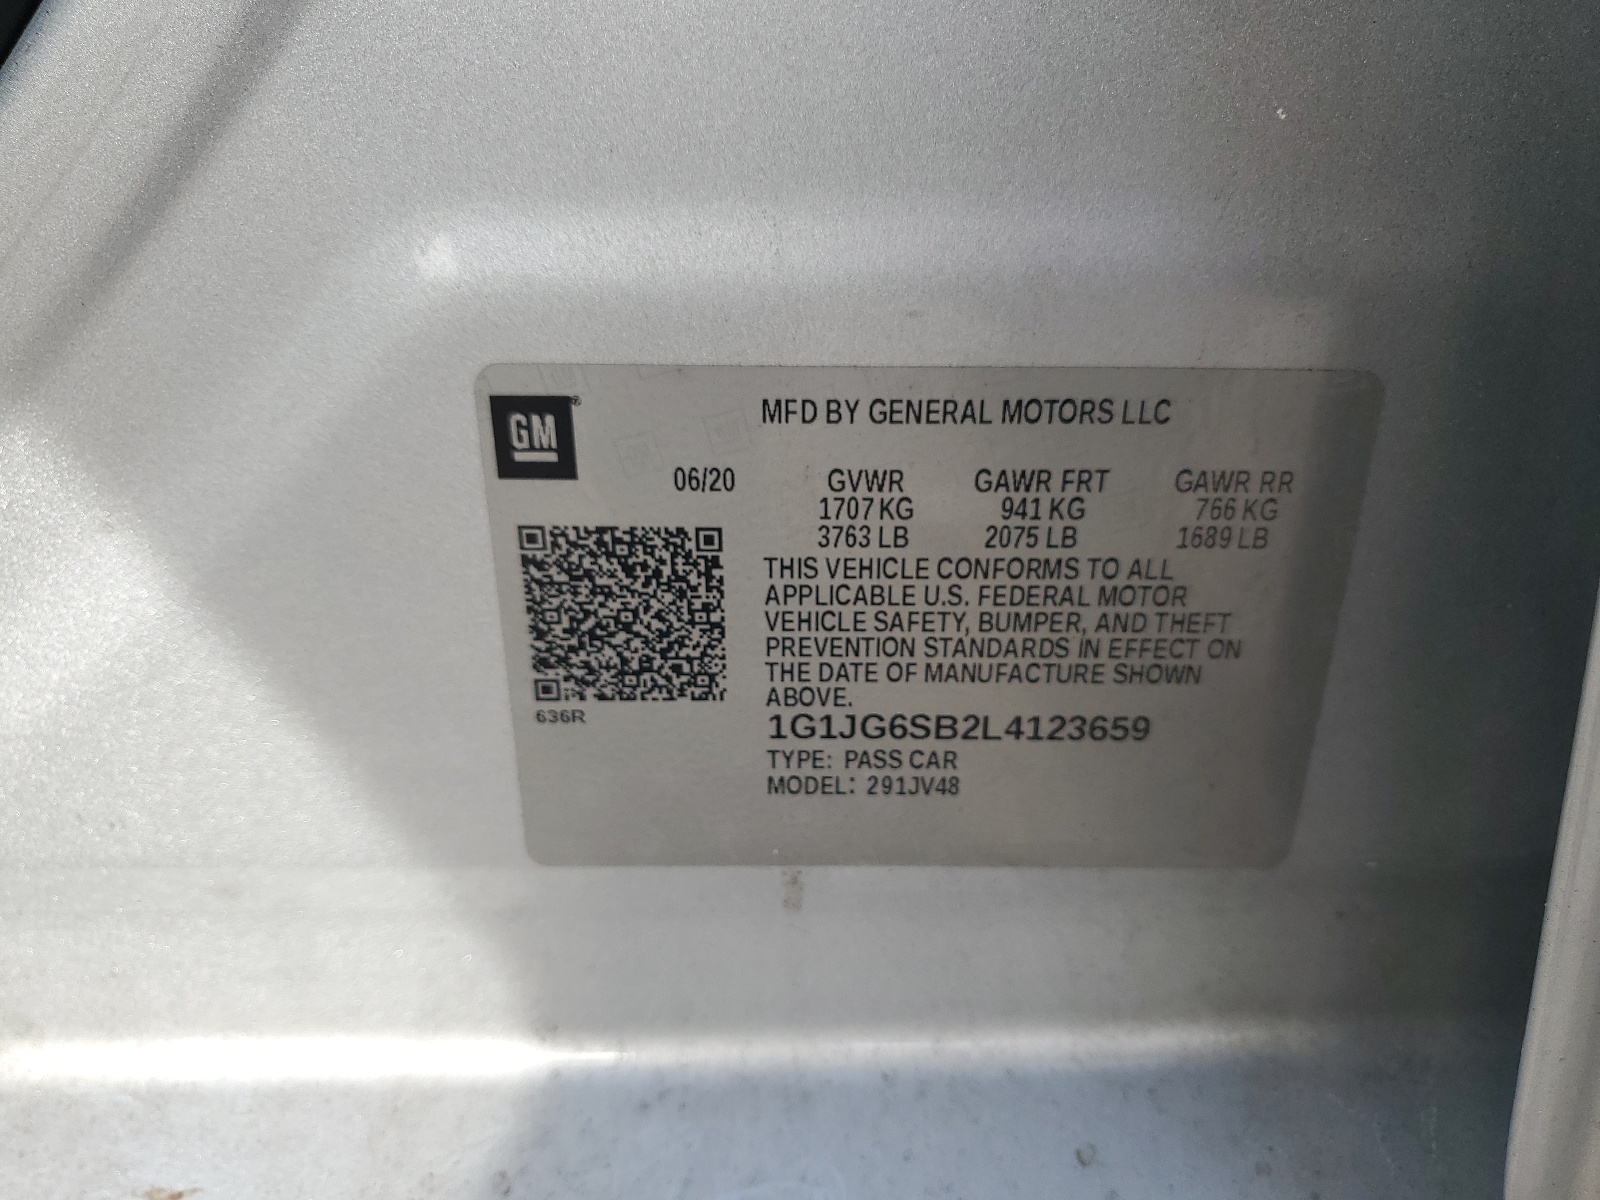 GM®
MFD BY GENERAL MOTORS LLC
06/20 GVWR GAWR FRT GAWR RR
1707 KG 941 KG 766 KG
3763 LB 2075 LB 1689 LB
THIS VEHICLE CONFORMS TO ALL
APPLICABLE U.S. FEDERAL MOTOR
VEHICLE SAFETY, BUMPER, AND THEFT
PREVENTION STANDARDS IN EFFECT ON
THE DATE OF MANUFACTURE SHOWN
ABOVE.
636R
1G1JG6SB2L4123659
TYPE: PASS CAR
MODEL: 291JV48